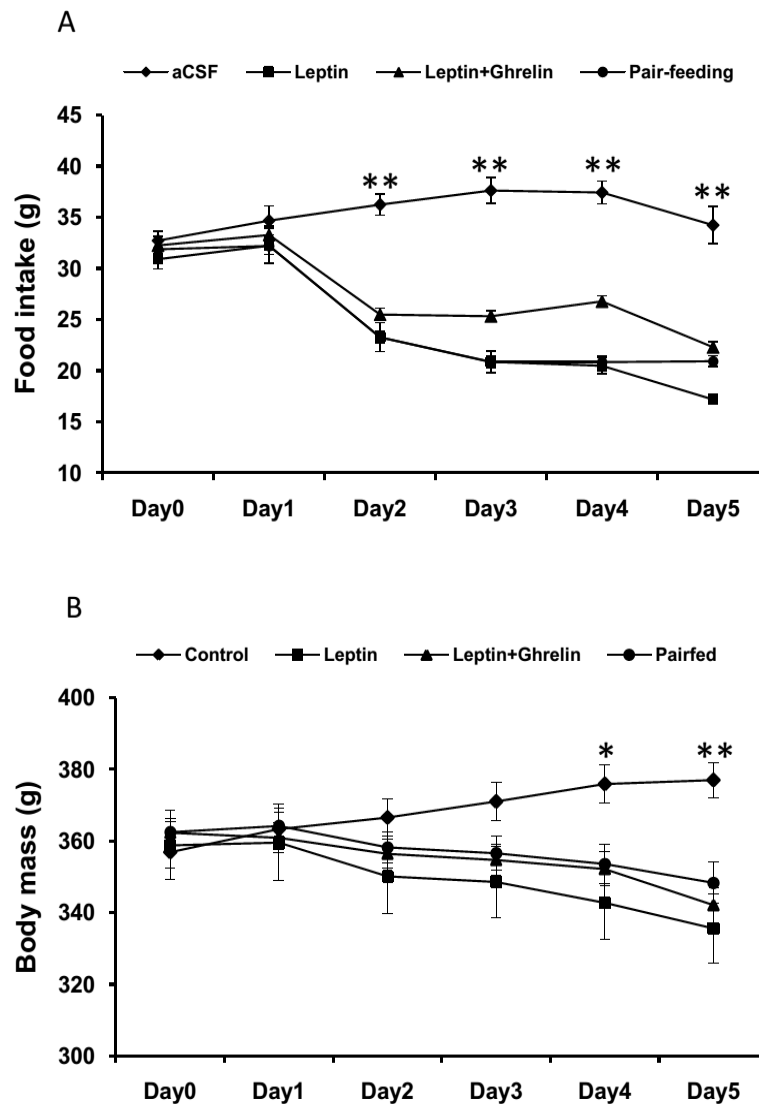 A
aCSF Leptin Leptin+Ghrelin Pair-feeding
45
40
35
30
25
20
15
10
Food intake (g)
** ** ** **
Day0 Day1 Day2 Day3 Day4 Day5
B
Control Leptin Leptin+Ghrelin Pairfed
400
380
360
340
320
300
Body mass (g)
* **
Day0 Day1 Day2 Day3 Day4 Day5